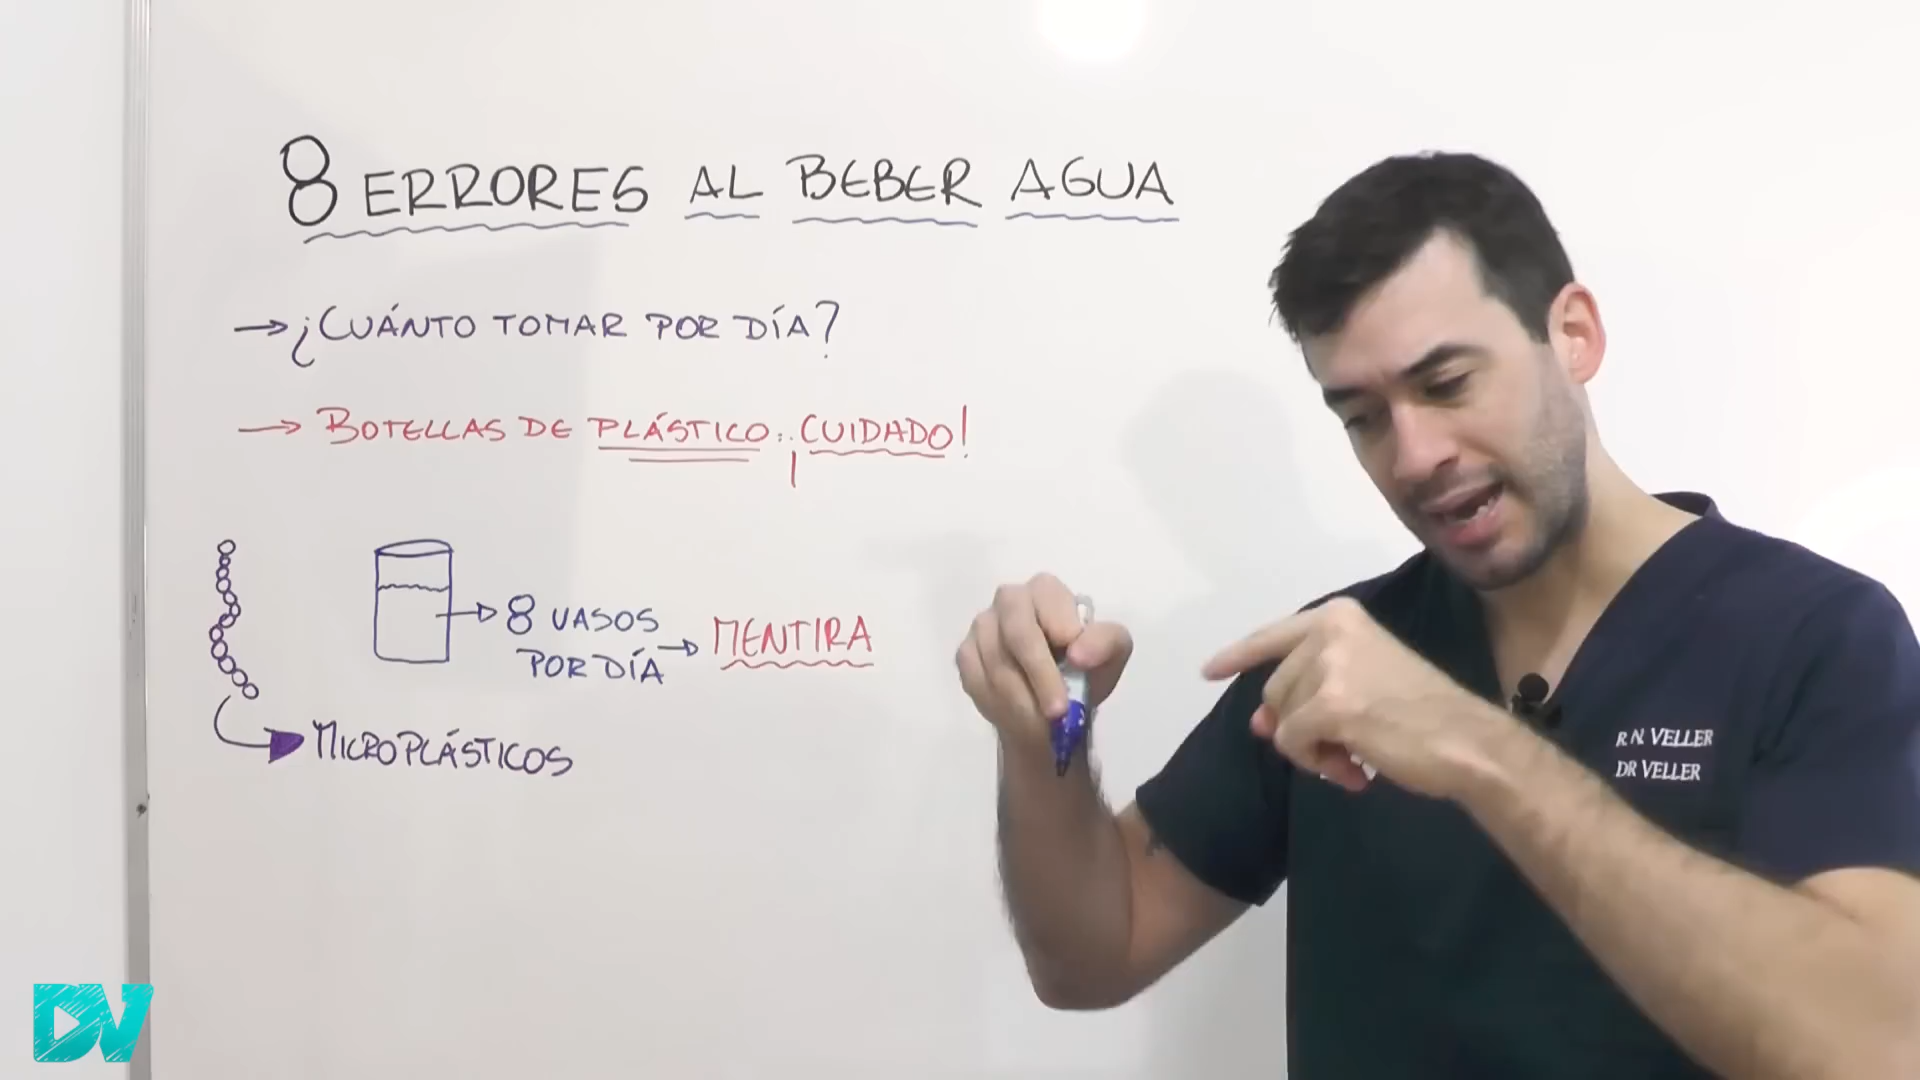 8 ERRORES AL BEBER AGUA
→ ¿CUÁNTO TOMAR POR DÍA?
→ BOTELLAS DE PLÁSTICO: ¡CUIDADO!
8 VASOS
POR DÍA → MENTIRA
MICROPLÁSTICOS
R. N. VELLER
DR VELLER
DV